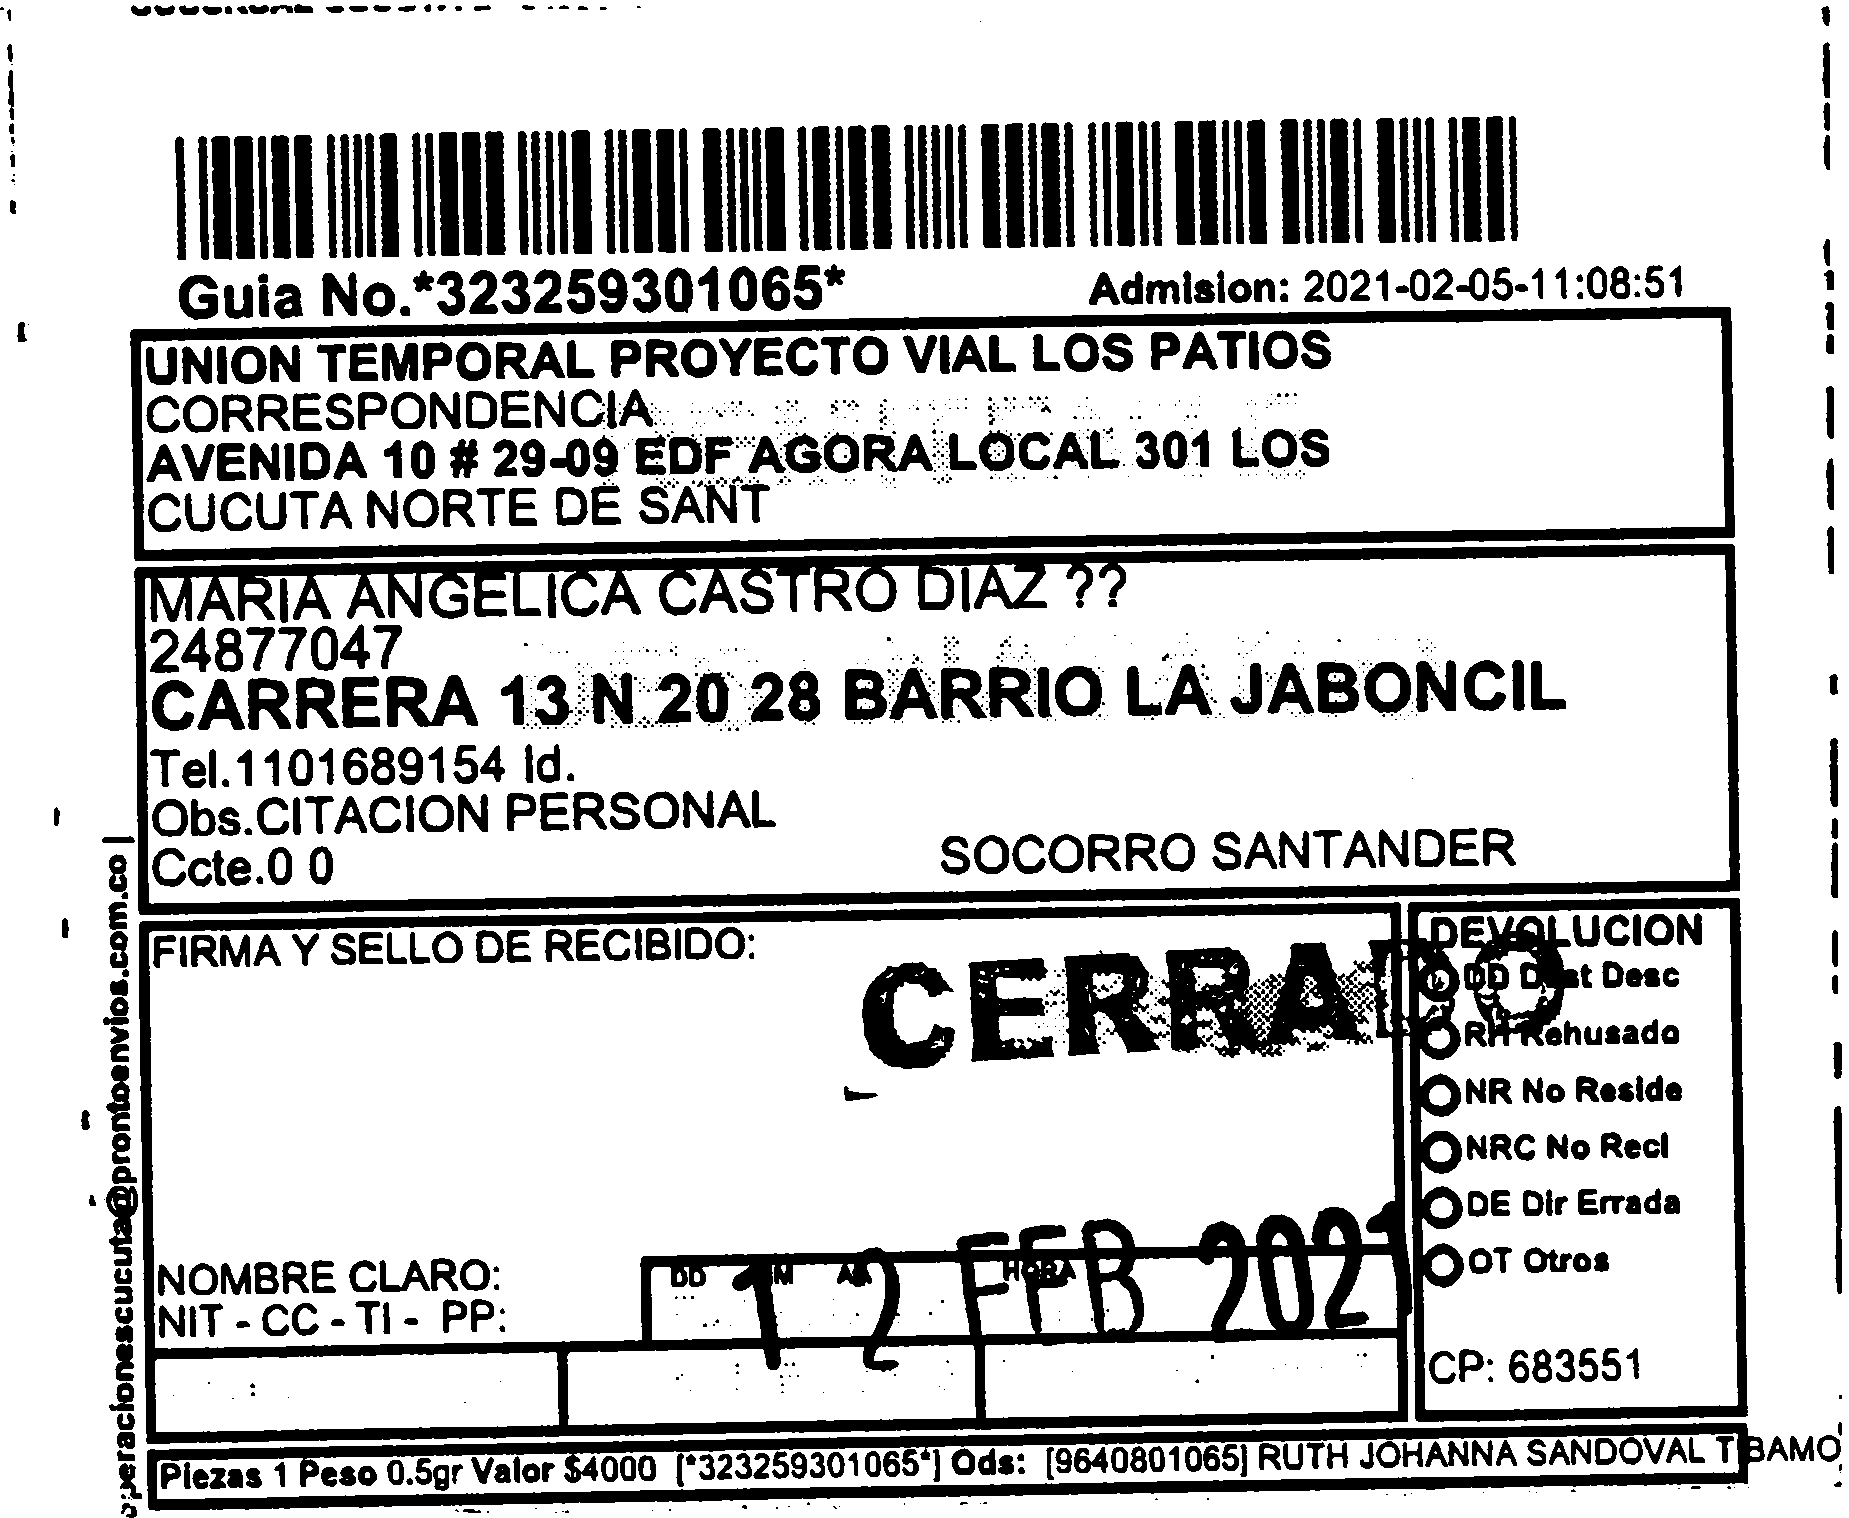 Guia No.*323259301065*
Admision: 2021-02-05-11:08:51
UNION TEMPORAL PROYECTO VIAL LOS PATIOS
CORRESPONDENCIA
AVENIDA 10 # 29-09 EDF AGORA LOCAL 301 LOS
CUCUTA NORTE DE SANT
MARIA ANGELICA CASTRO DIAZ ??
24877047
CARRERA 13 N 20 28 BARRIO LA JABONCIL
Tel.1101689154 Id.
Obs.CITACION PERSONAL
Ccte.0 0
SOCORRO SANTANDER
FIRMA Y SELLO DE RECIBIDO:
CERRADO
DEVOLUCION
DD Dest Desc
RH Rehusado
NR No Reside
NRC No Recl
DE Dir Errada
OT Otros
NOMBRE CLARO:
NIT - CC - TI - PP:
DD
HORA
12 FEB 2021
CP: 683551
Piezas 1 Peso 0.5gr Valor $4000 [*323259301065*] Ods: [9640801065] RUTH JOHANNA SANDOVAL TIBAMO
operacionescucuta@prontoenvios.com.co |